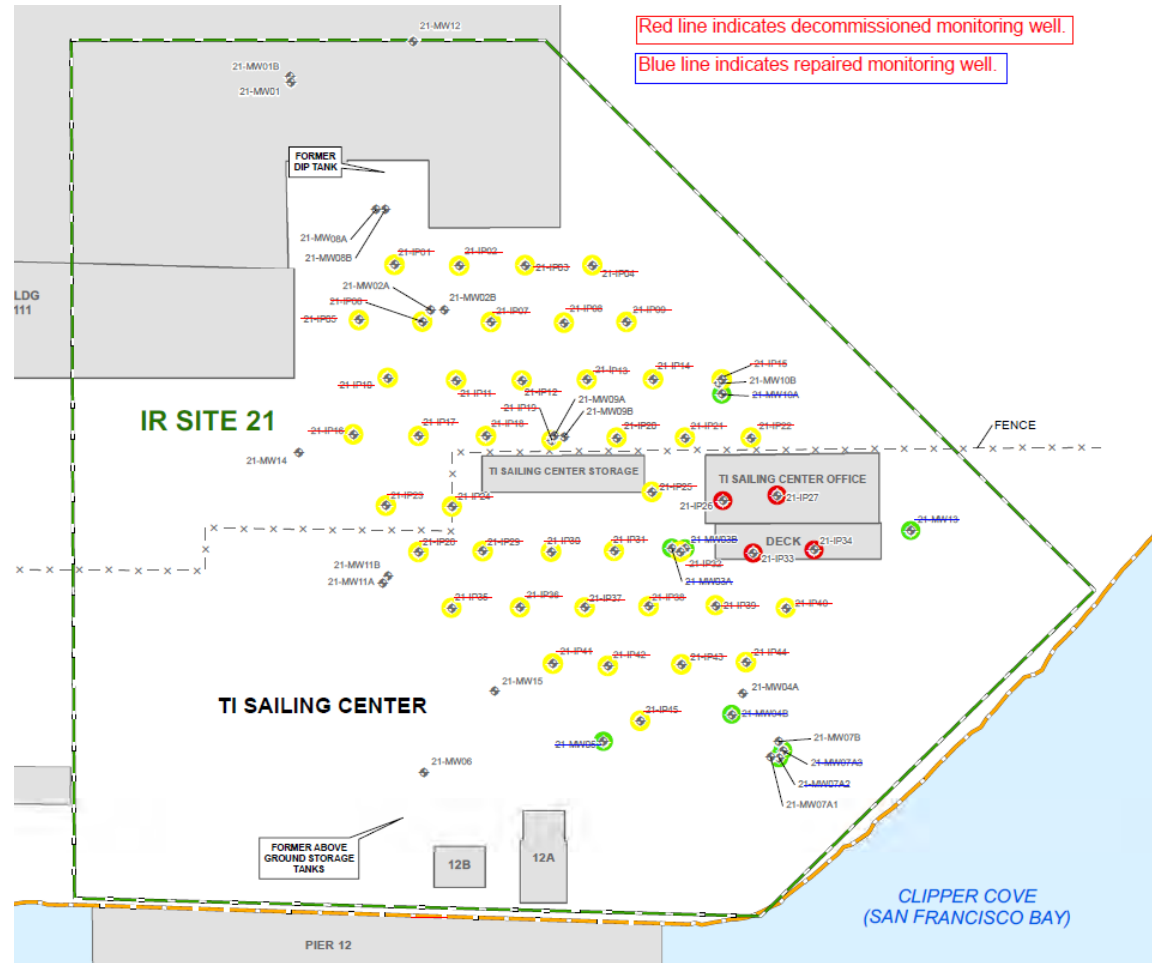 21-MW12
Red line indicates decommissioned monitoring well.
Blue line indicates repaired monitoring well.
21-MW01B
21-MW01
FORMER
DIP TANK
21-MW08A
21-MW08B
21-IP01
21-IP02
21-IP03
21-IP04
21-MW02A
21-MW02B
LDG
111
21-IP05
21-IP06
21-IP07
21-IP08
21-IP09
21-IP10
21-IP11
21-IP12
21-IP13
21-IP14
21-IP15
21-MW10B
21-MW10A
IR SITE 21
21-IP16
21-IP17
21-IP18
21-IP19
21-MW09A
21-MW09B
21-IP20
21-IP21
21-IP22
FENCE
21-MW14
TI SAILING CENTER STORAGE
TI SAILING CENTER OFFICE
21-IP23
21-IP24
21-IP25
21-IP26
21-IP27
21-MW13
DECK
21-IP28
21-IP29
21-IP30
21-IP31
21-MW03B
21-IP32
21-MW03A
21-IP33
21-IP34
21-MW11B
21-MW11A
21-IP35
21-IP36
21-IP37
21-IP38
21-IP39
21-IP40
21-IP41
21-IP42
21-IP43
21-IP44
21-MW15
21-MW04A
TI SAILING CENTER
21-IP45
21-MW04B
21-MW05
21-MW07B
21-MW07A3
21-MW07A2
21-MW07A1
21-MW06
FORMER ABOVE
GROUND STORAGE
TANKS
12B
12A
CLIPPER COVE
(SAN FRANCISCO BAY)
PIER 12